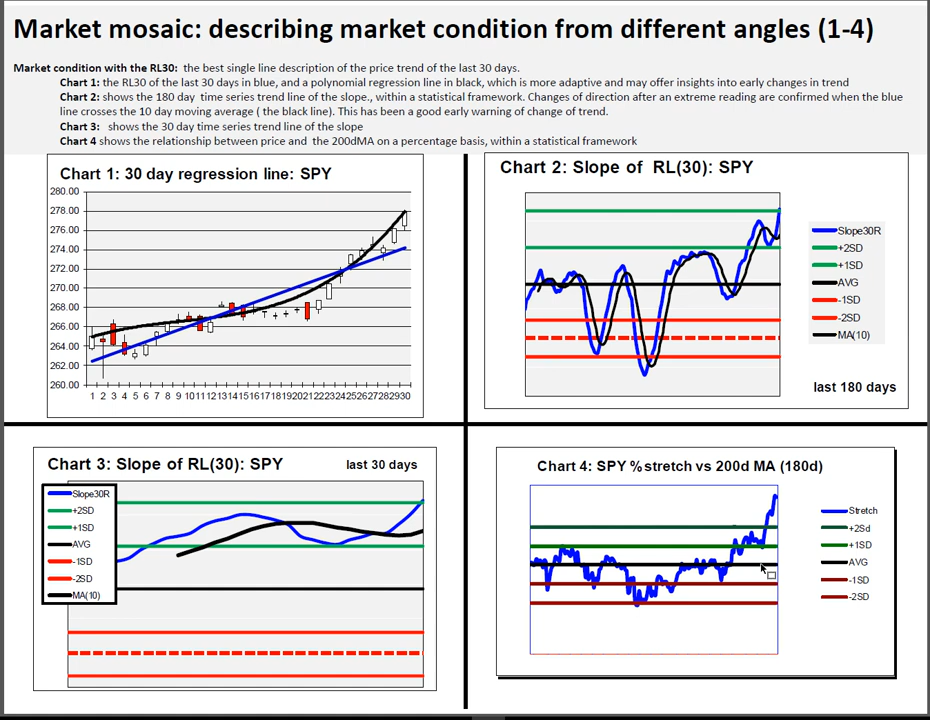 Market mosaic: describing market condition from different angles (1-4)
Market condition with the RL30: the best single line description of the price trend of the last 30 days.
Chart 1: the RL30 of the last 30 days in blue, and a polynomial regression line in black, which is more adaptive and may offer insights into early changes in trend
Chart 2: shows the 180 day time series trend line of the slope., within a statistical framework. Changes of direction after an extreme reading are confirmed when the blue
line crosses the 10 day moving average ( the black line). This has been a good early warning of change of trend.
Chart 3: shows the 30 day time series trend line of the slope
Chart 4 shows the relationship between price and the 200dMA on a percentage basis, within a statistical framework
Chart 1: 30 day regression line: SPY
280.00
278.00
276.00
274.00
272.00
270.00
268.00
266.00
264.00
262.00
260.00
1 2 3 4 5 6 7 8 9 10 11 12 13 14 15 16 17 18 19 20 21 22 23 24 25 26 27 28 29 30
Chart 2: Slope of RL(30): SPY
Slope30R
+2SD
+1SD
AVG
-1SD
-2SD
MA(10)
last 180 days
Chart 3: Slope of RL(30): SPY
last 30 days
Slope30R
+2SD
+1SD
AVG
-1SD
-2SD
MA(10)
Chart 4: SPY %stretch vs 200d MA (180d)
Stretch
+2Sd
+1SD
AVG
-1SD
-2SD